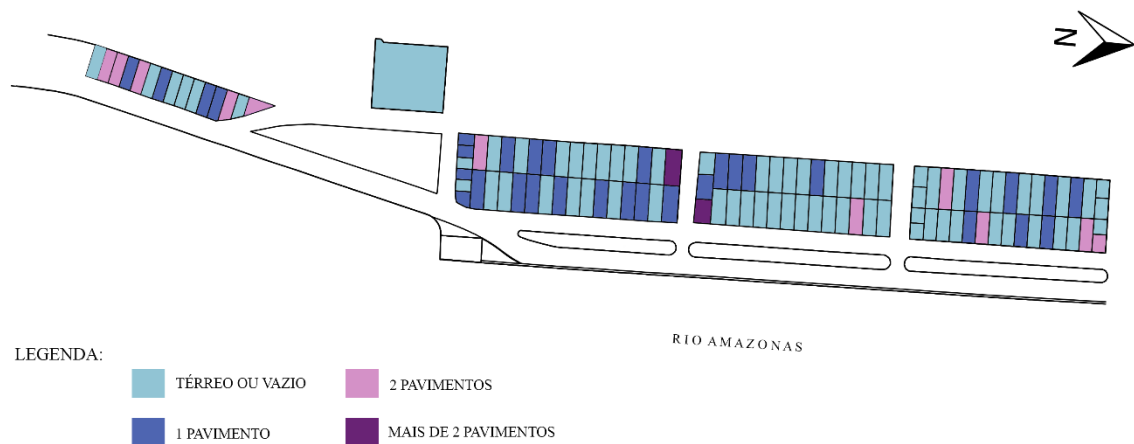 N
RIO AMAZONAS
LEGENDA:
TÉRREO OU VAZIO
2 PAVIMENTOS
1 PAVIMENTO
MAIS DE 2 PAVIMENTOS